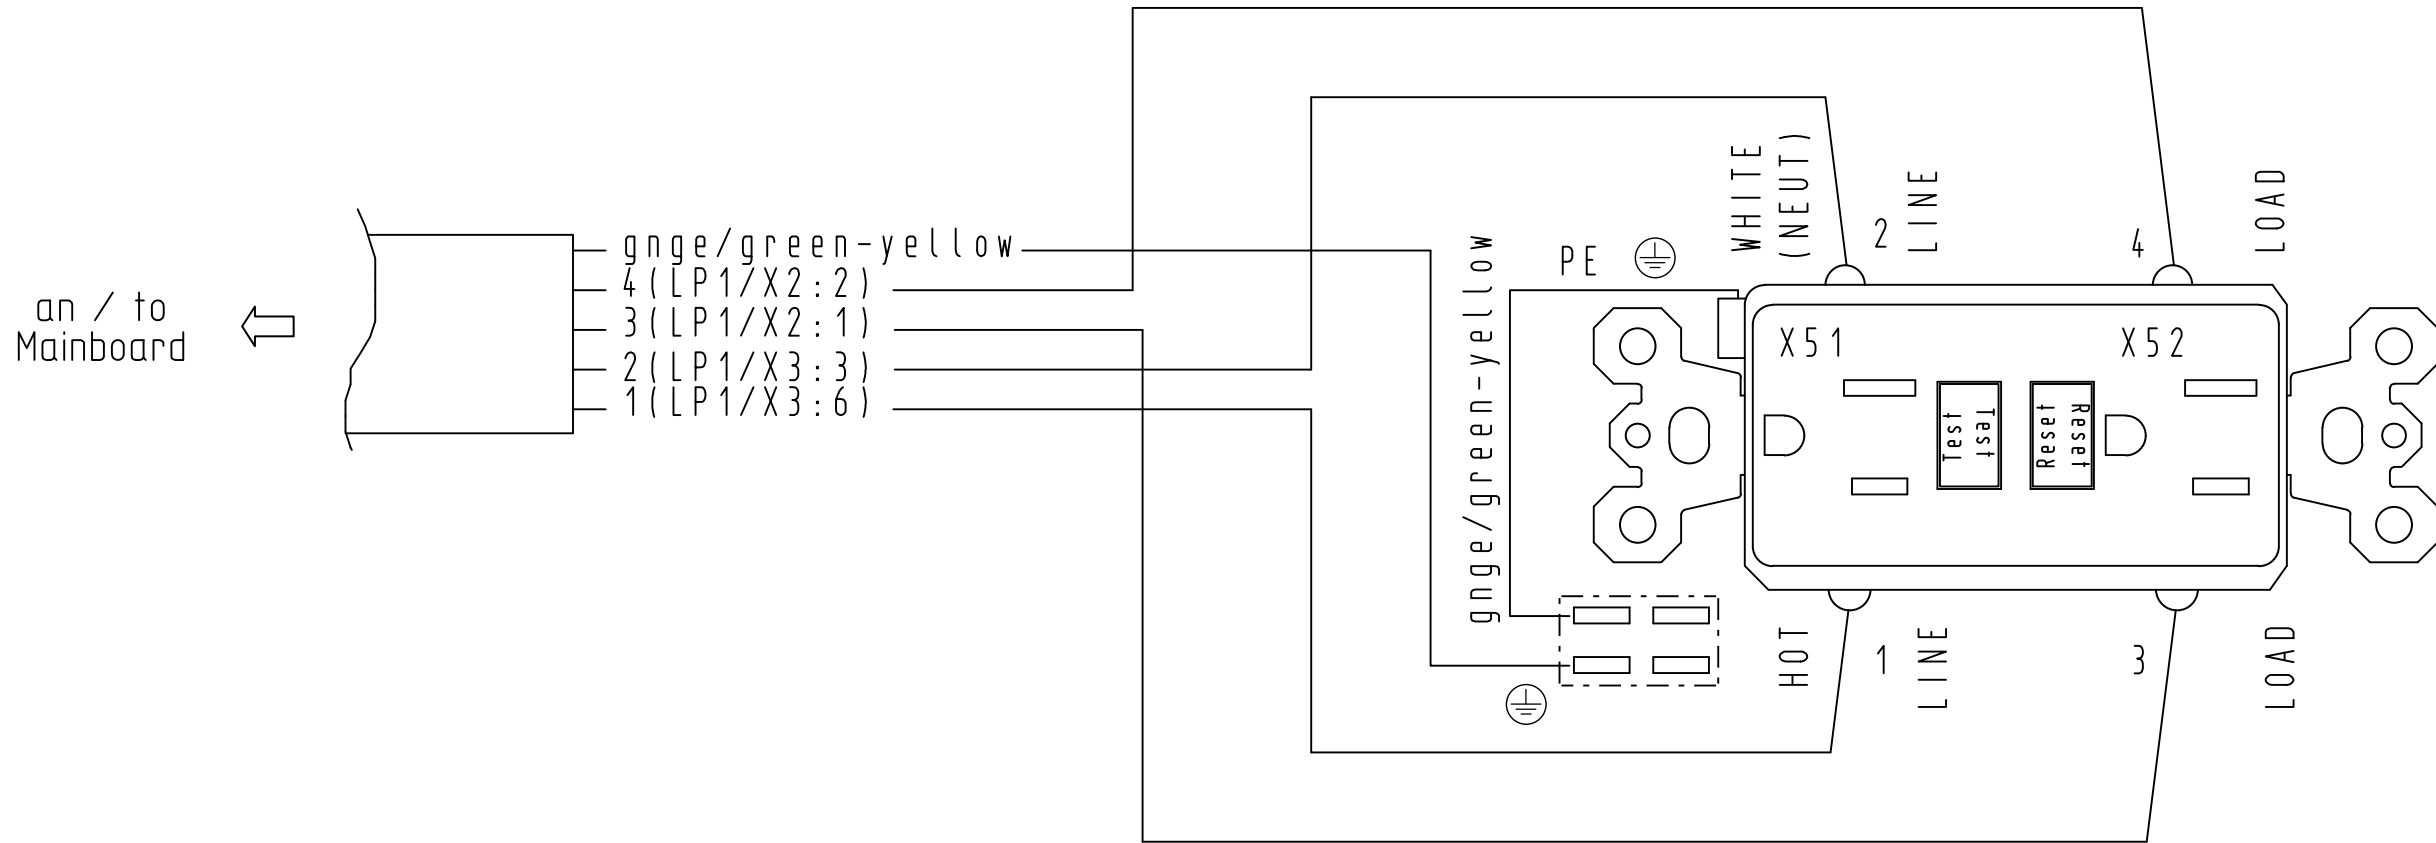 an / to
Mainboard
gnge/green-yellow
4(LP1/X2:2)
3(LP1/X2:1)
2(LP1/X3:3)
1(LP1/X3:6)
gnge/green-yellow
PE
WHITE
(NEUT)
2
LINE
4
LOAD
X51
X52
Test
Test
Reset
Reset
HOT
1
LINE
3
LOAD